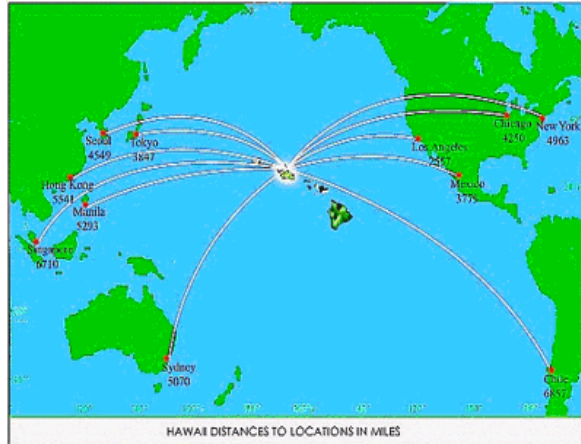 Seoul
4549
Tokyo
3847
Chicago
4250
New York
4963
Los Angeles
2557
Hong Kong
5541
Mexico
3779
Manila
5293
Singapore
6710
Sydney
5070
Chile
6857
HAWAII DISTANCES TO LOCATIONS IN MILES